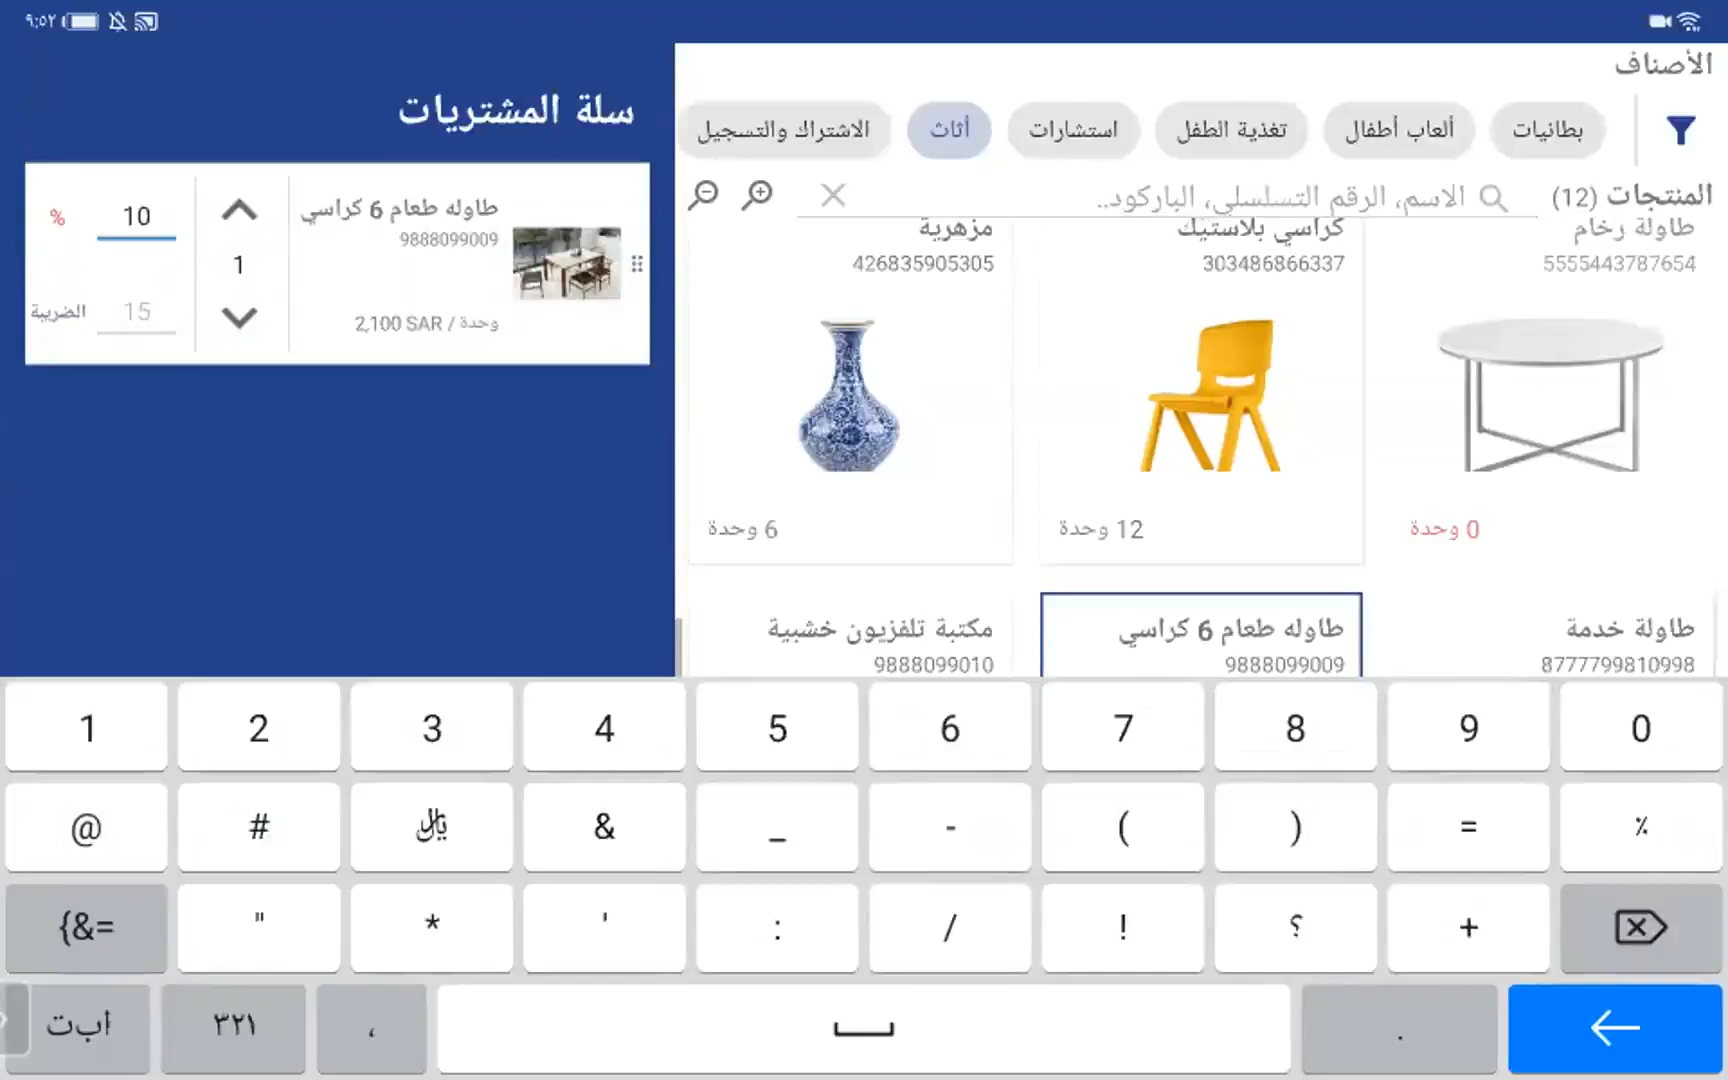 ٩:٥٢
الأصناف
بطانيات
ألعاب أطفال
تغذية الطفل
استشارات
أثاث
الاشتراك والتسجيل
المنتجات (12)
الاسم، الرقم التسلسلي، الباركود..
طاولة رخام
5555443787654
0 وحدة
كراسي بلاستيك
303486866337
12 وحدة
مزهرية
426835905305
6 وحدة
طاولة خدمة
8777799810998
طاوله طعام 6 كراسي
9888099009
مكتبة تلفزيون خشبية
9888099010
سلة المشتريات
طاوله طعام 6 كراسي
9888099009
2,100 SAR / وحدة
1
10 %
15 الضريبة
1 2 3 4 5 6 7 8 9 0
@ # ﷼ & _ - ( ) = ٪
{&= " * ' : / ! ؟ +
اب‌ت ٣٢١ ، .